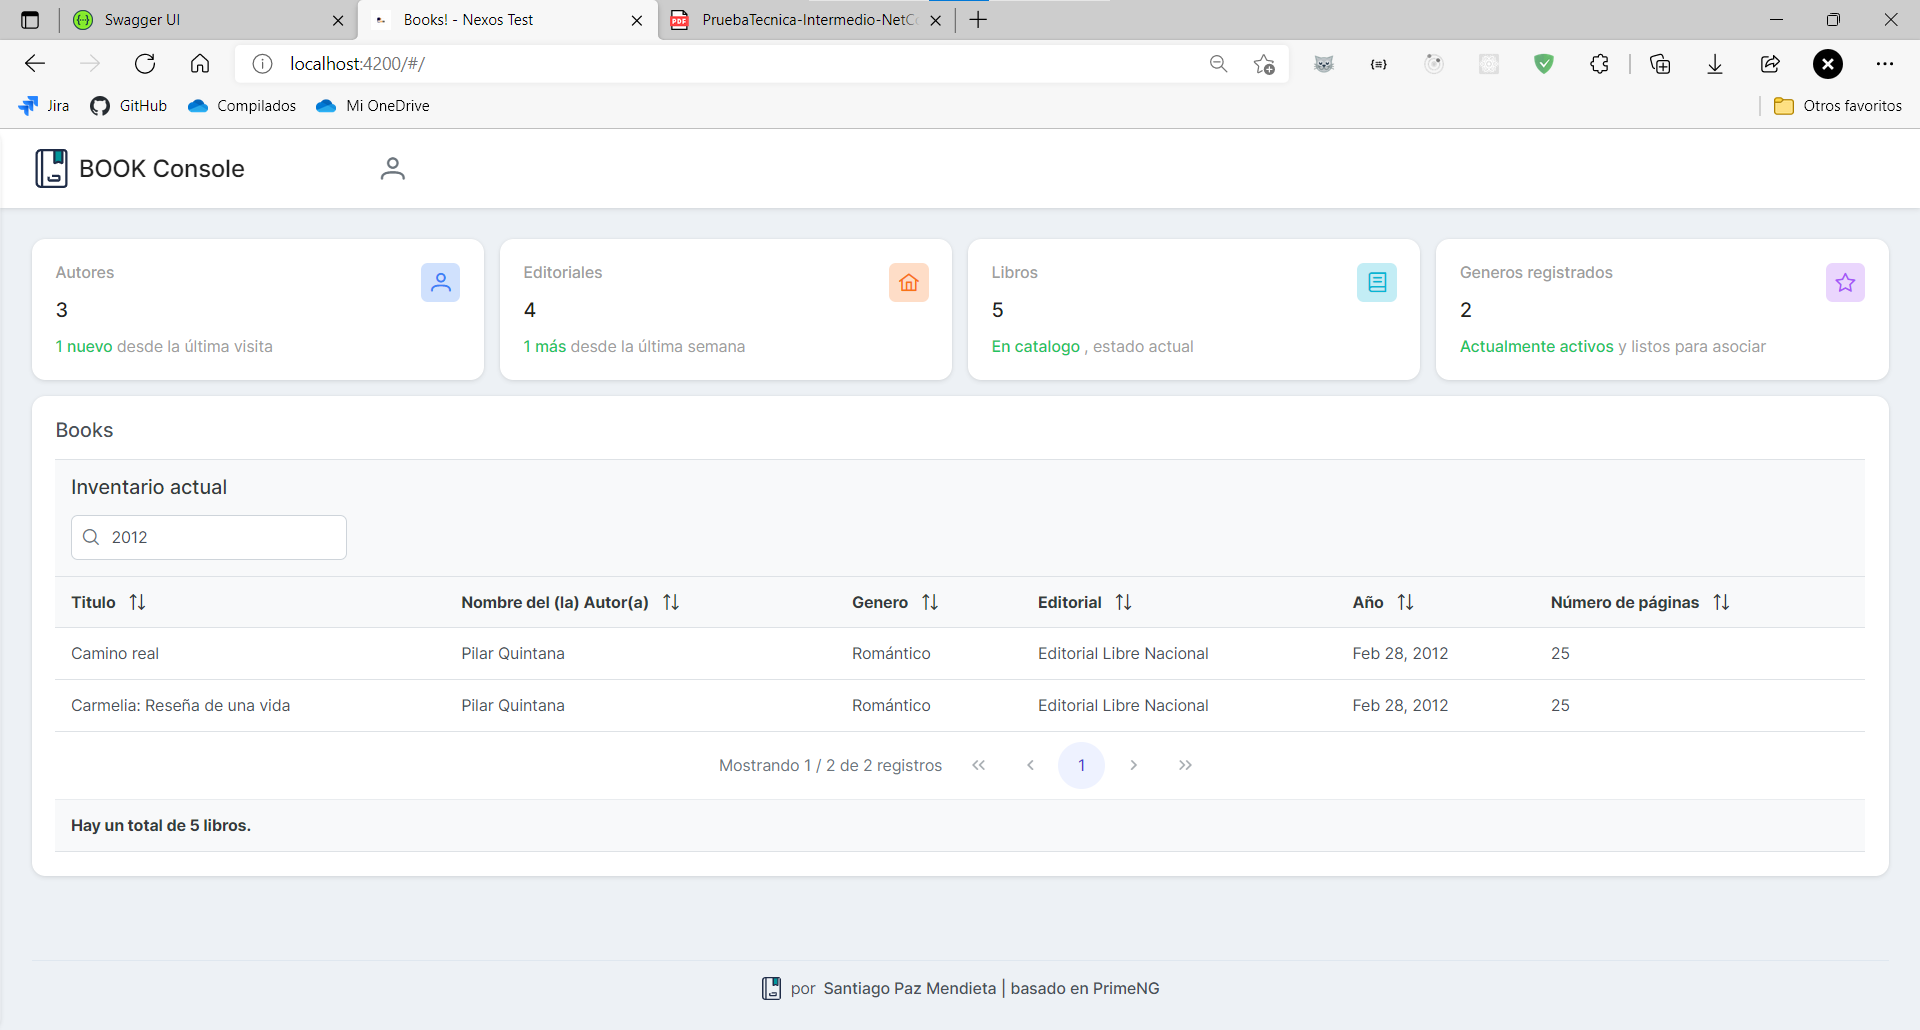 Swagger UI
Books! - Nexos Test
PruebaTecnica-Intermedio-NetC
localhost:4200/#/
Jira
GitHub
Compilados
Mi OneDrive
Otros favoritos
BOOK Console
Autores
3
1 nuevo desde la última visita
Editoriales
4
1 más desde la última semana
Libros
5
En catalogo , estado actual
Generos registrados
2
Actualmente activos y listos para asociar
Books
Inventario actual
2012
Titulo Nombre del (la) Autor(a) Genero Editorial Año Número de páginas
Camino real Pilar Quintana Romántico Editorial Libre Nacional Feb 28, 2012 25
Carmelia: Reseña de una vida Pilar Quintana Romántico Editorial Libre Nacional Feb 28, 2012 25
Mostrando 1 / 2 de 2 registros 1
Hay un total de 5 libros.
por Santiago Paz Mendieta | basado en PrimeNG